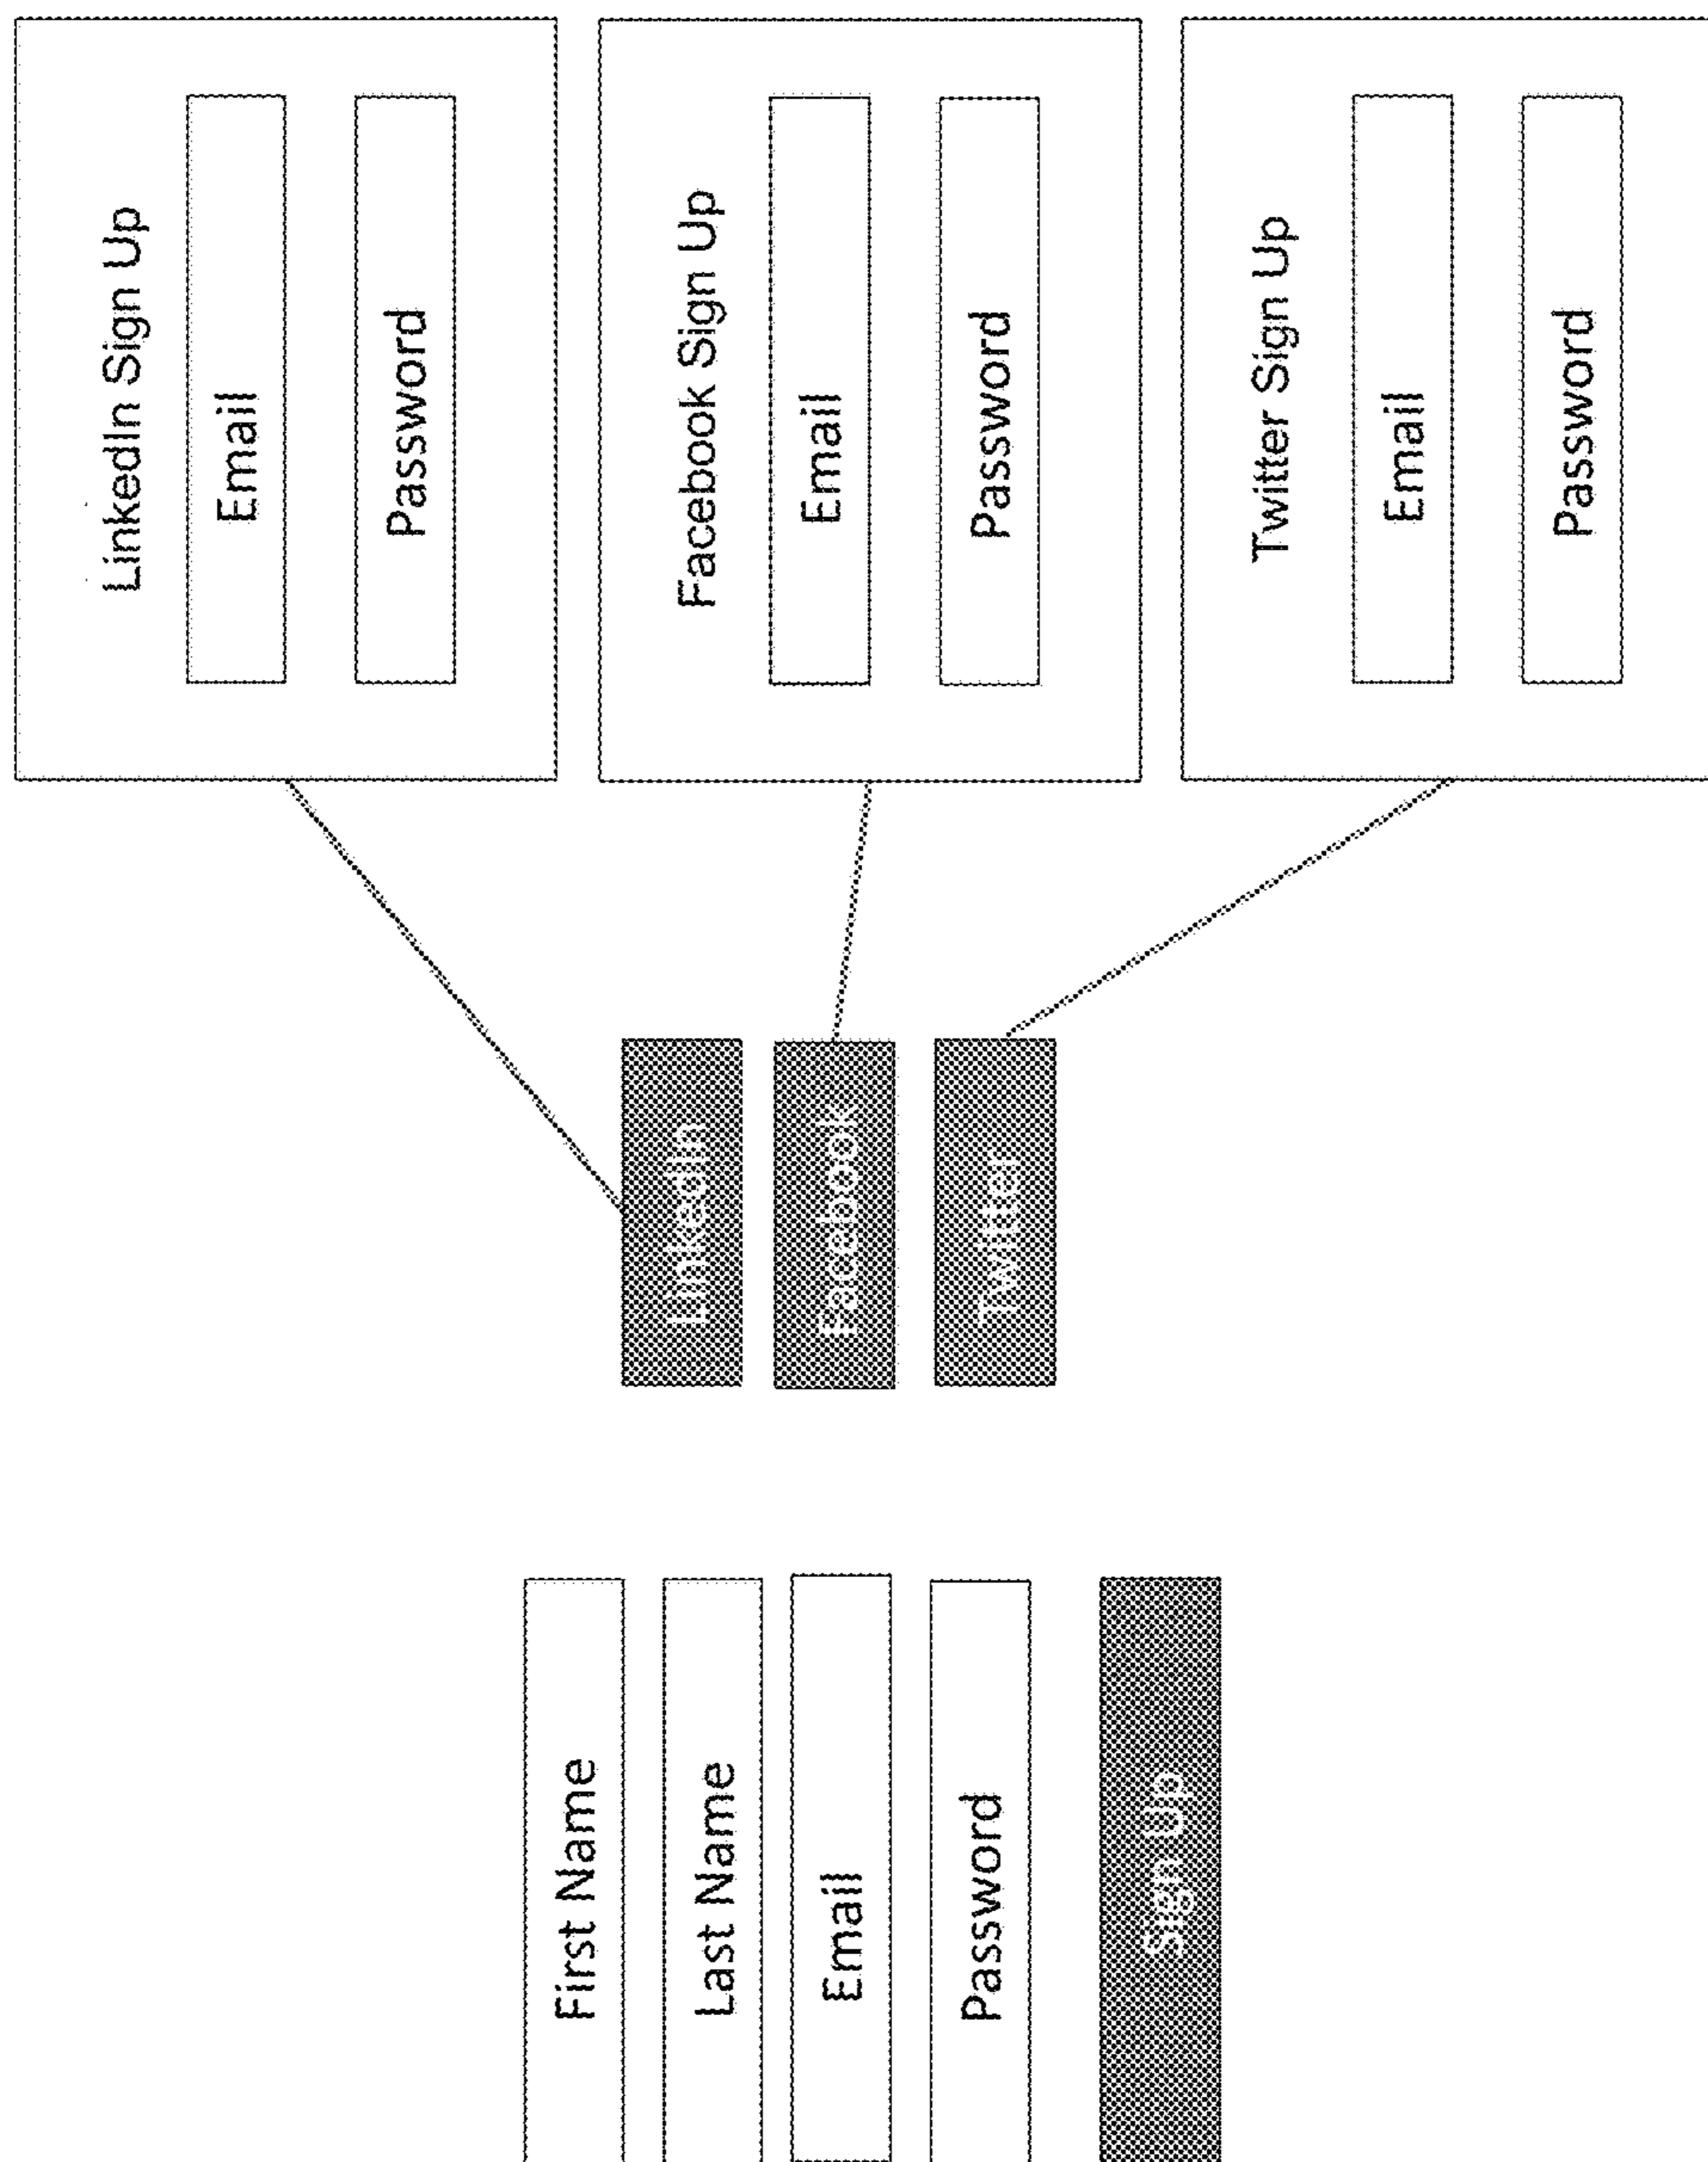 First Name
Last Name
Email
Password
Sign Up
LinkedIn
Facebook
Twitter
LinkedIn Sign Up
Email
Password
Facebook Sign Up
Email
Password
Twitter Sign Up
Email
Password